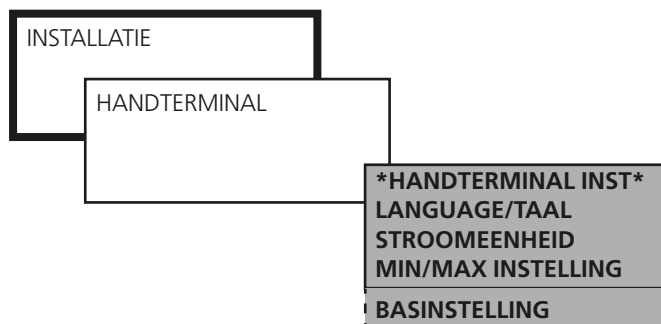 INSTALLATIE
HANDTERMINAL
*HANDTERMINAL INST*
LANGUAGE/TAAL
STROOMEENHEID
MIN/MAX INSTELLING
BASINSTELLING